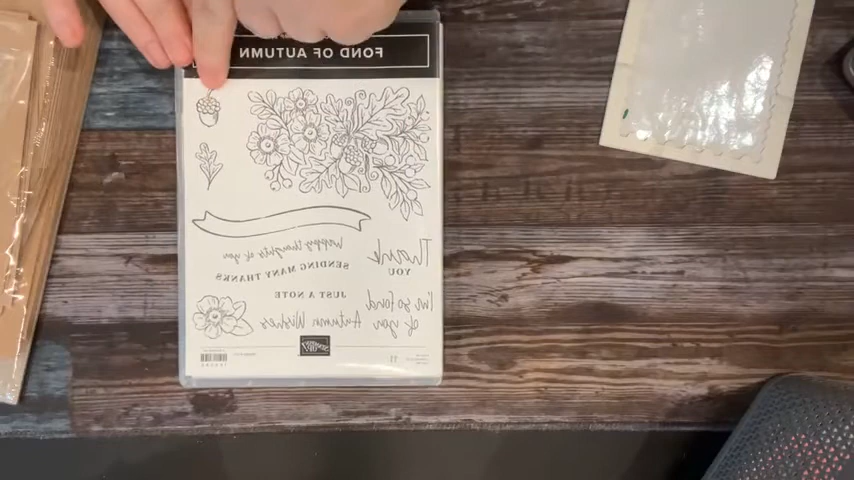 FOND OF AUTUMN
happy thoughts of you
Thank
YOU
SENDING MANY THANKS
JUST A NOTE
I'm so fond
of you
Autumn Wishes
11